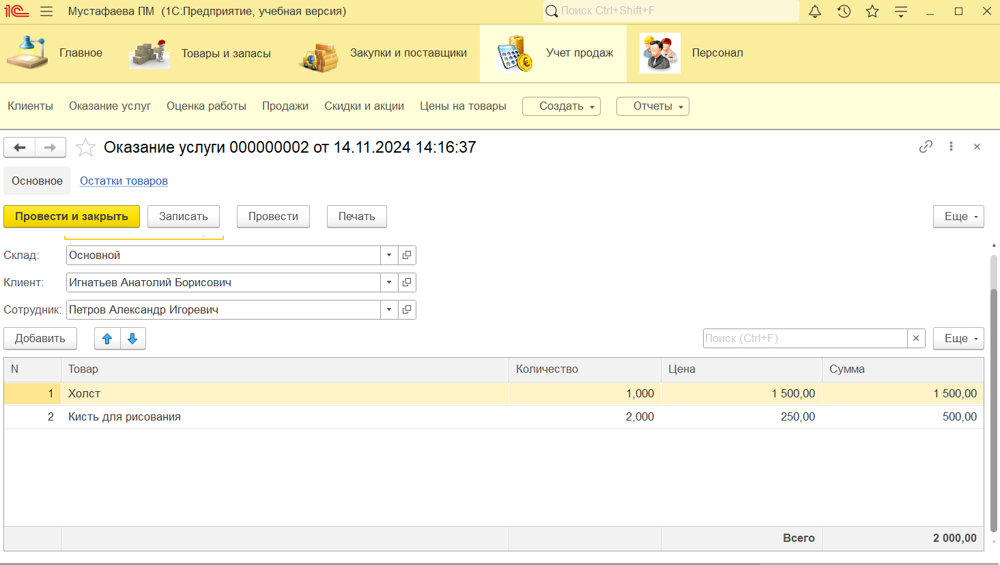 1С Мустафаева ПМ (1С:Предприятие, учебная версия) Поиск Ctrl+Shift+F
Главное Товары и запасы Закупки и поставщики Учет продаж Персонал
Клиенты Оказание услуг Оценка работы Продажи Скидки и акции Цены на товары Создать Отчеты
Оказание услуги 000000002 от 14.11.2024 14:16:37
Основное Остатки товаров
Провести и закрыть Записать Провести Печать Еще
Склад: Основной
Клиент: Игнатьев Анатолий Борисович
Сотрудник: Петров Александр Игоревич
Добавить Поиск (Ctrl+F) Еще
N Товар Количество Цена Сумма
1 Холст 1,000 1 500,00 1 500,00
2 Кисть для рисования 2,000 250,00 500,00
Всего 2 000,00